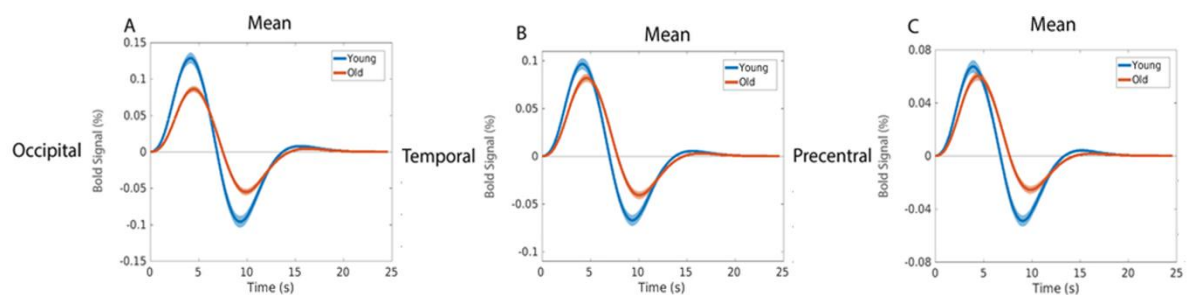 A
Mean
Occipital
Bold Signal (%)
0.15
0.1
0.05
0
-0.05
-0.1
-0.15
0 5 10 15 20 25
Time (s)
Young
Old
B
Mean
Temporal
Bold Signal (%)
0.1
0.05
0
-0.05
-0.1
0 5 10 15 20 25
Time (s)
Young
Old
C
Mean
Precentral
Bold Signal (%)
0.08
0.04
0
-0.04
-0.08
0 5 10 15 20 25
Time (s)
Young
Old